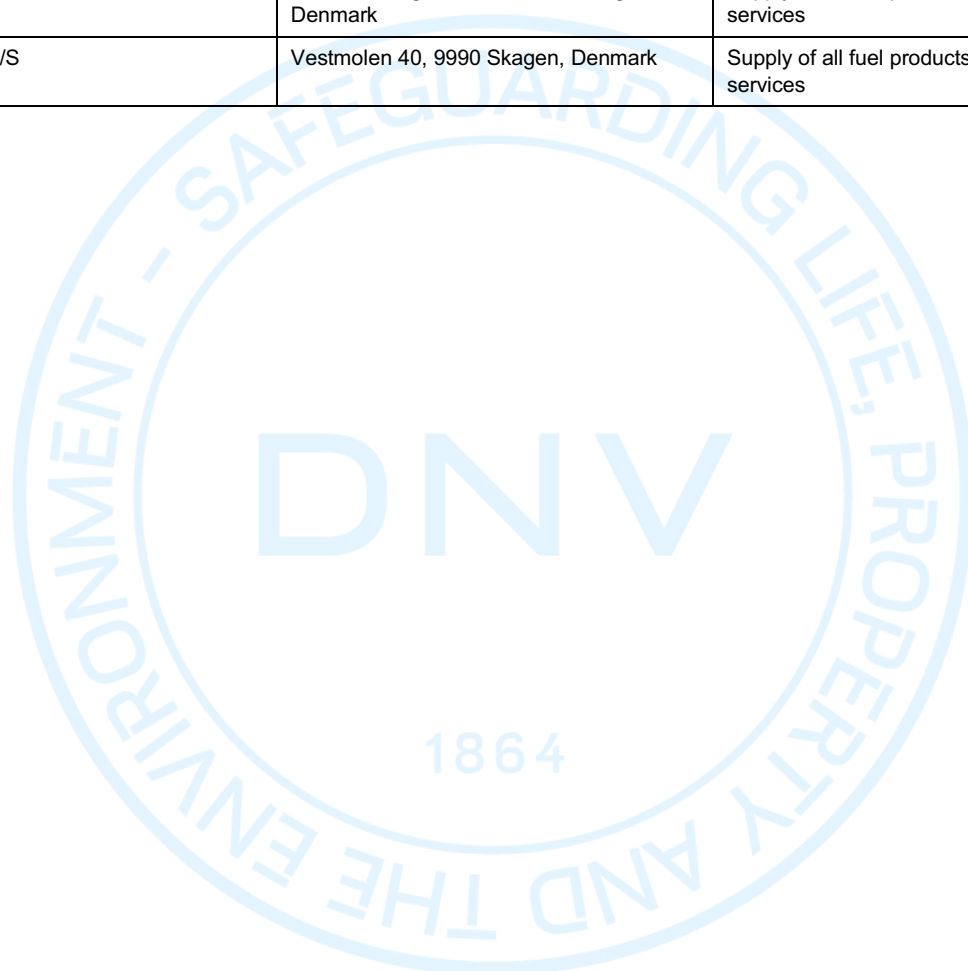 Denmark
services
/S
Vestmolen 40, 9990 Skagen, Denmark
Supply of all fuel products
services
SAFEGUARDING LIFE, PROPERTY AND THE ENVIRONMENT -
DNV
1864